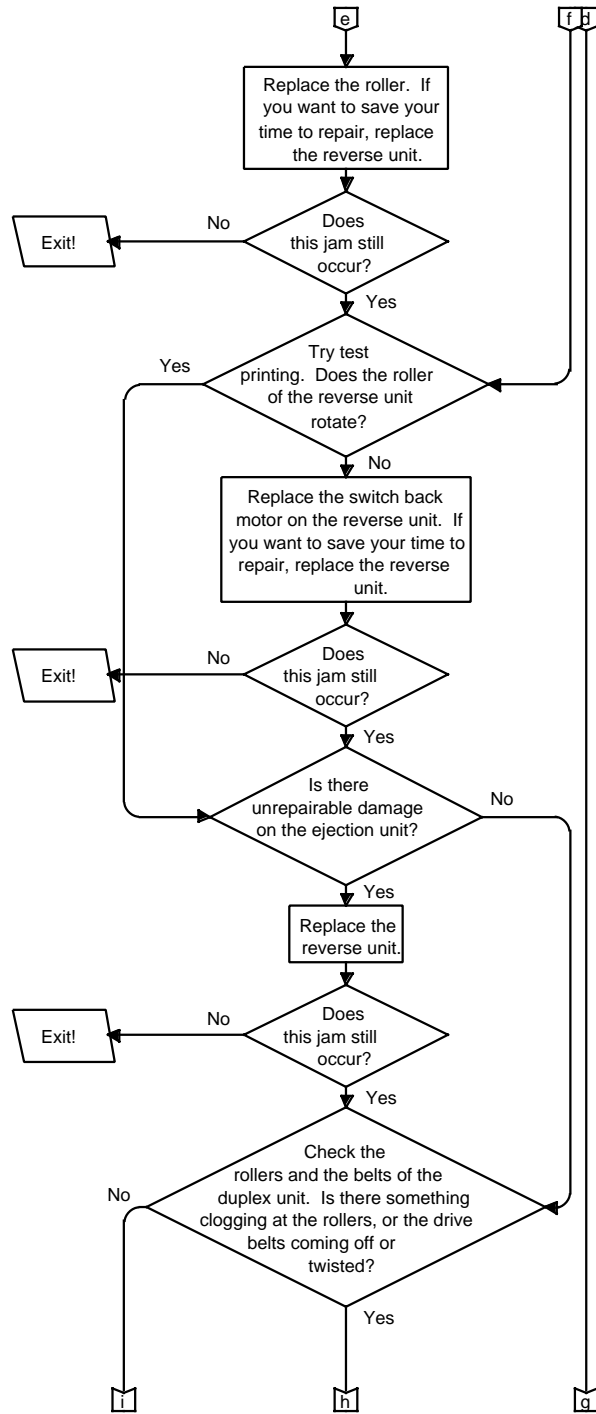 e
f
d
Replace the roller. If
you want to save your
time to repair, replace
the reverse unit.
No
Does
this jam still
occur?
Exit!
Yes
Yes
Try test
printing. Does the roller
of the reverse unit
rotate?
No
Replace the switch back
motor on the reverse unit. If
you want to save your time to
repair, replace the reverse
unit.
No
Does
this jam still
occur?
Exit!
Yes
Is there
unrepairable damage
on the ejection unit?
No
Yes
Replace the
reverse unit.
No
Does
this jam still
occur?
Exit!
Yes
No
Check the
rollers and the belts of the
duplex unit. Is there something
clogging at the rollers, or the drive
belts coming off or
twisted?
Yes
i
h
g